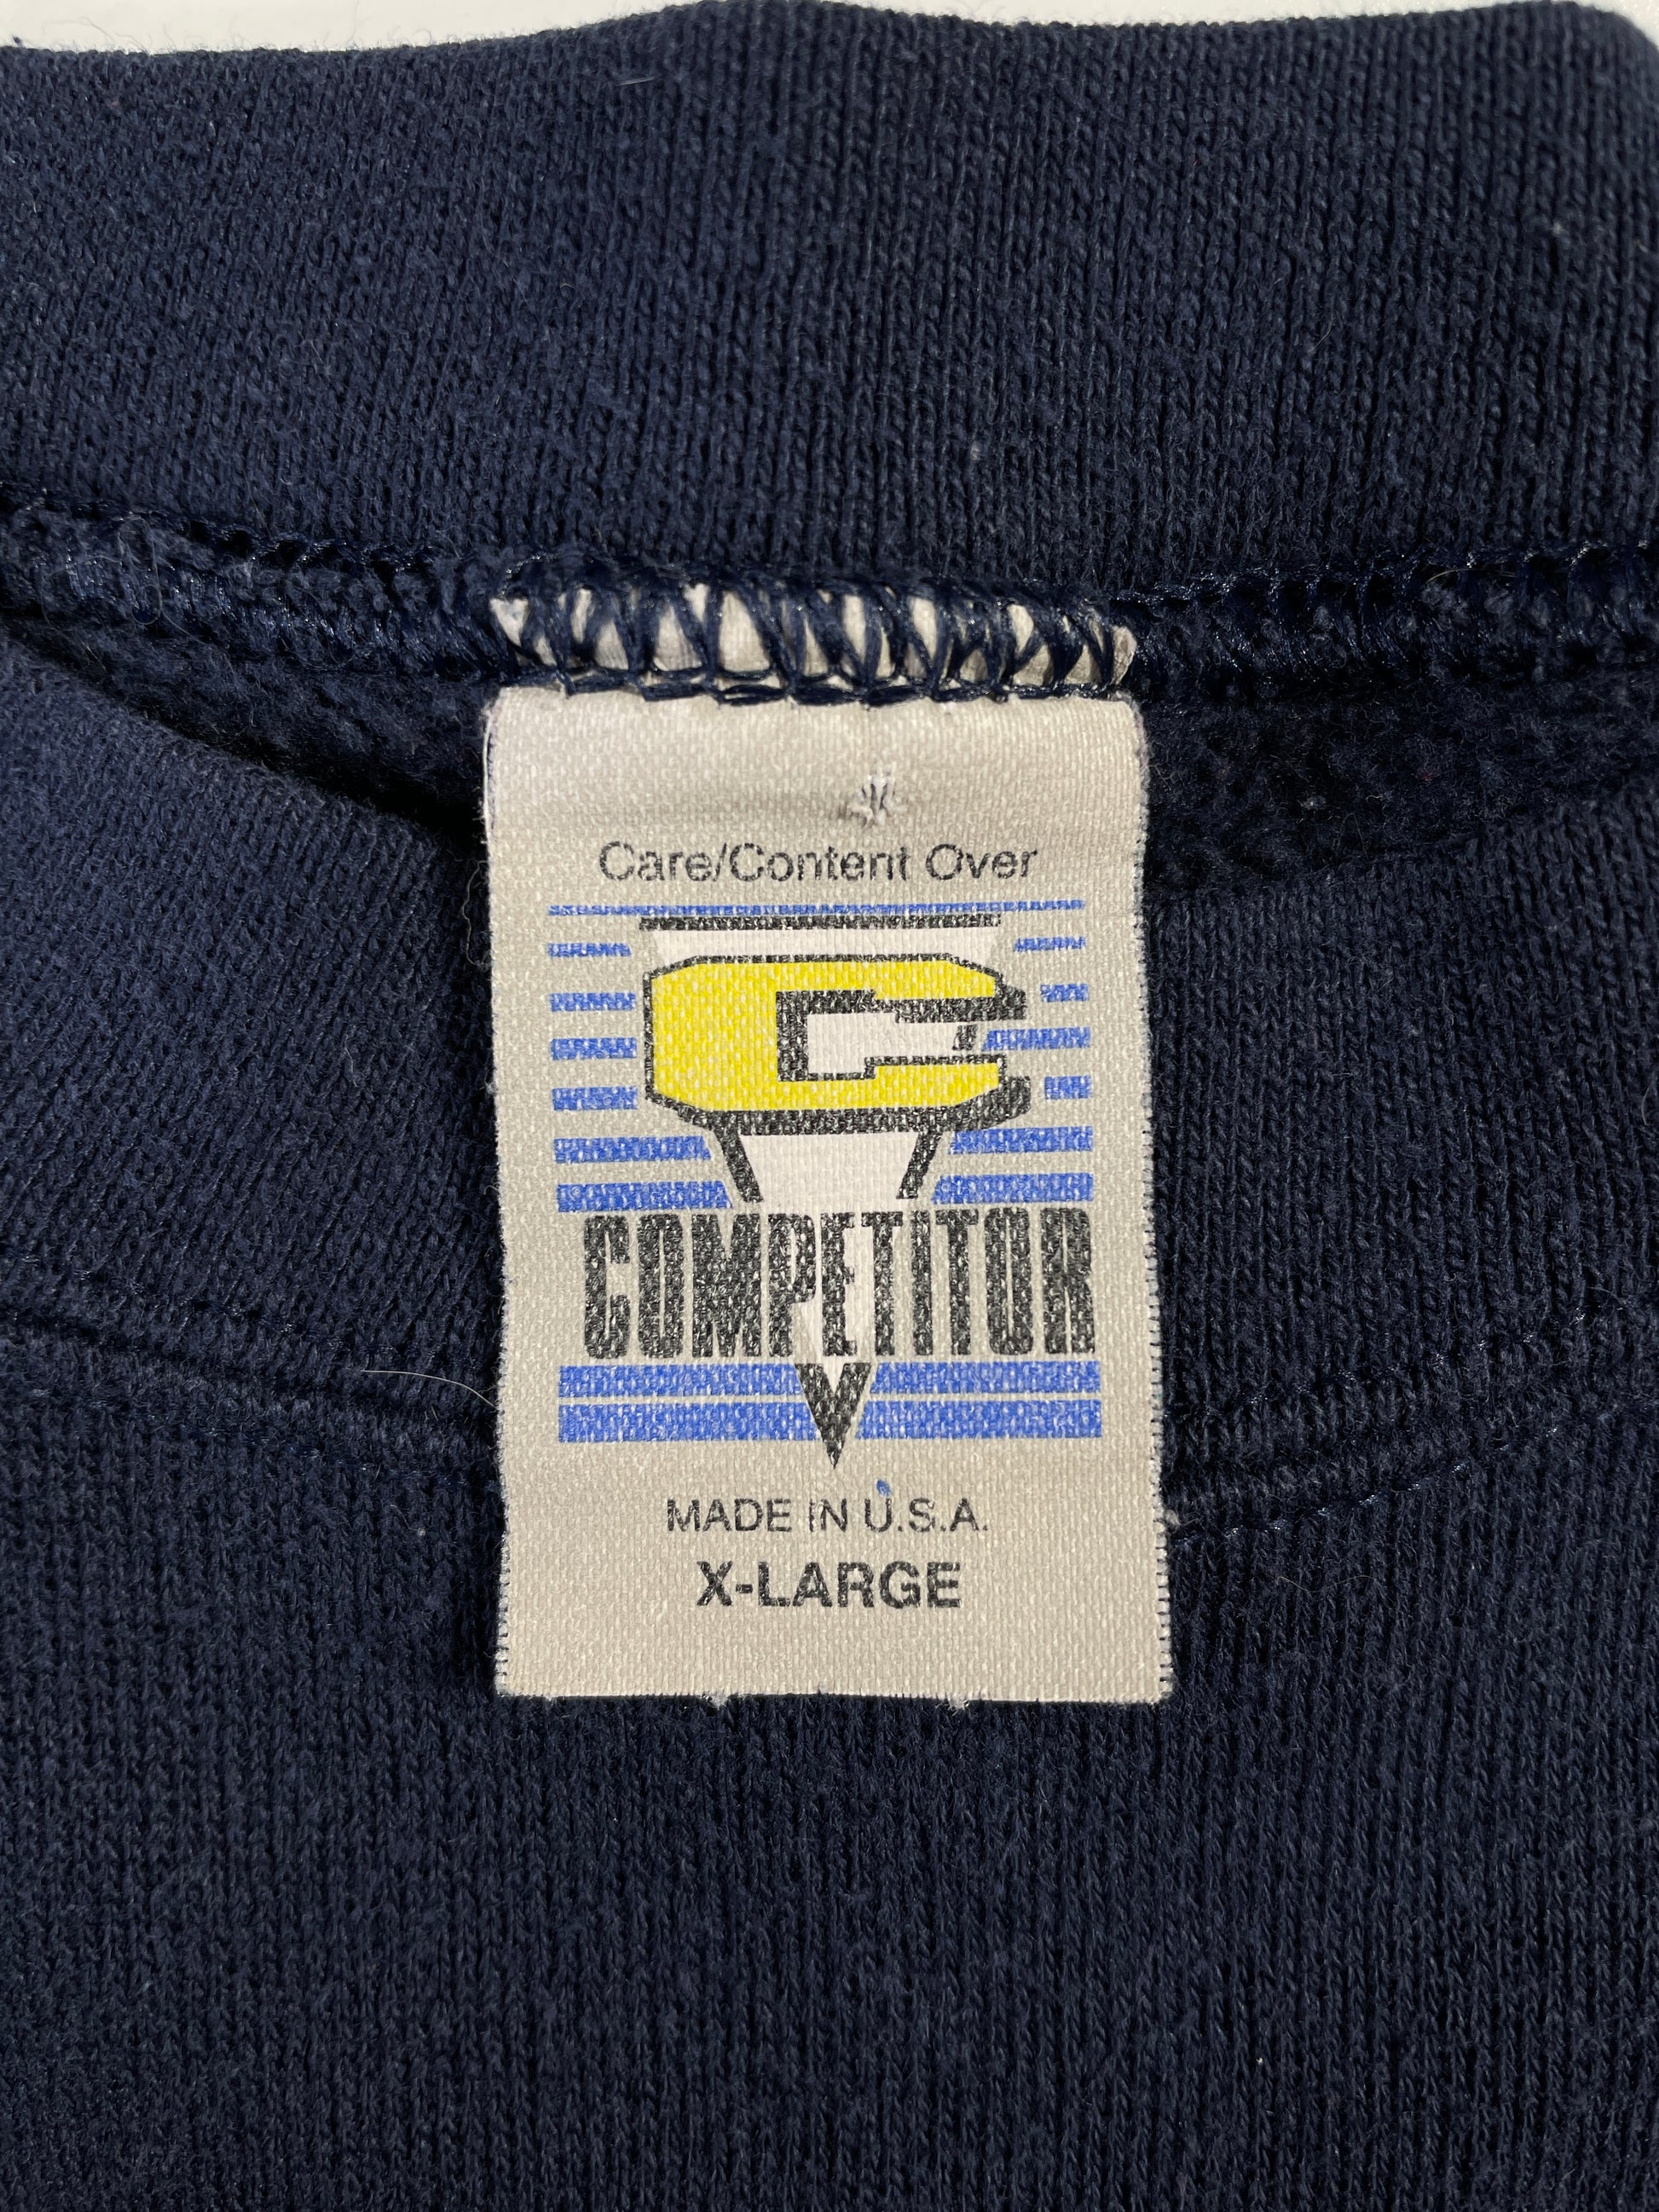 Care/Content Over
C
COMPETITOR
MADE IN U.S.A.
X-LARGE